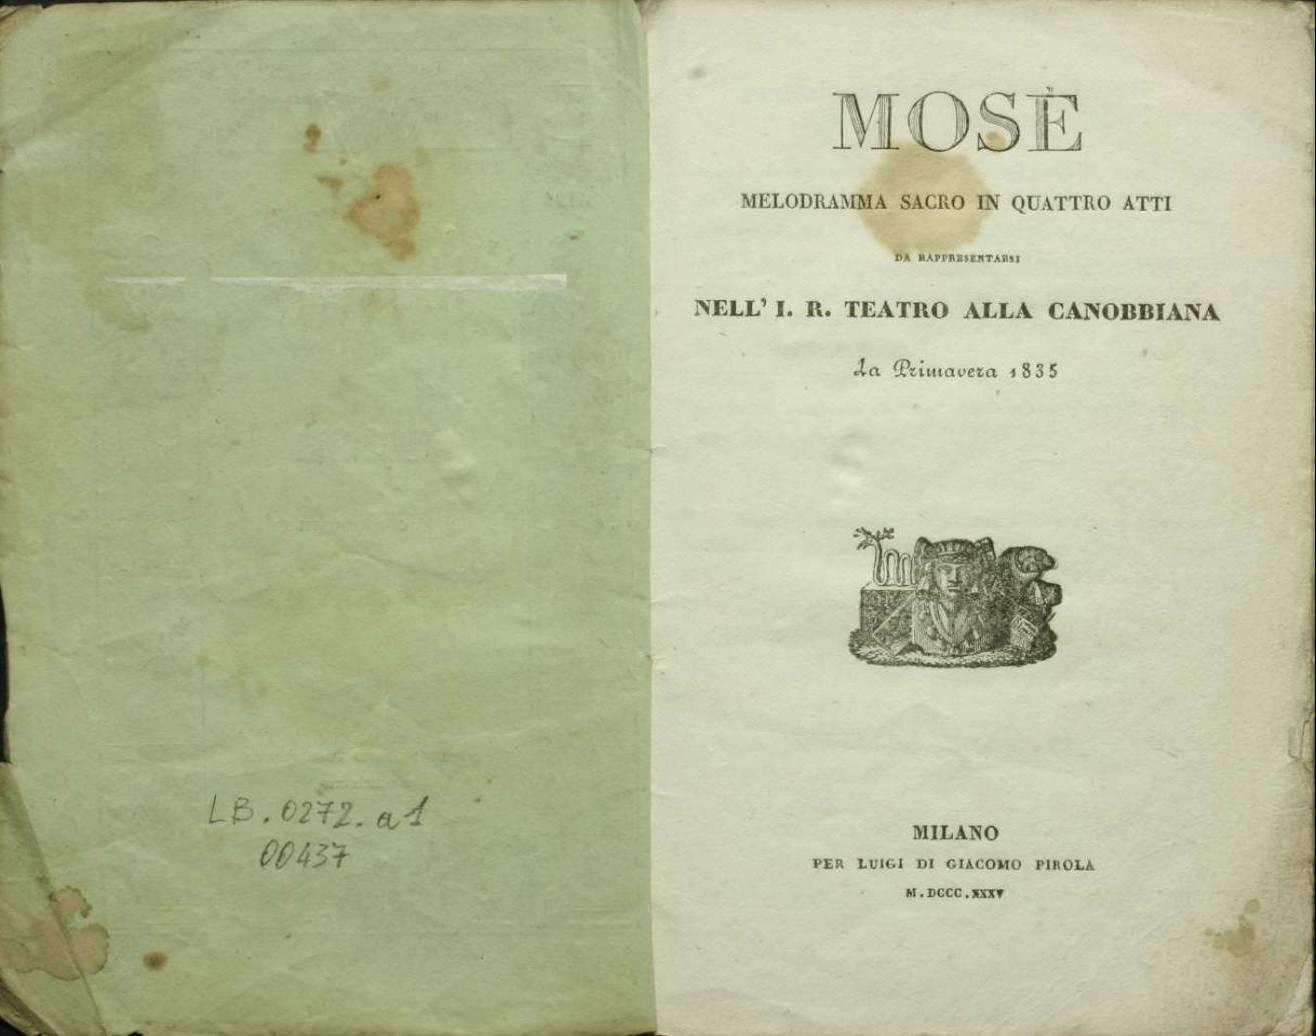 LB.0272.a1
00437
MOSÈ
MELODRAMMA SACRO IN QUATTRO ATTI
DA RAPPRESENTARSI
NELL' I. R. TEATRO ALLA CANOBBIANA
La Primavera 1835
MILANO
PER LUIGI DI GIACOMO PIROLA
M.DCCC.XXXV